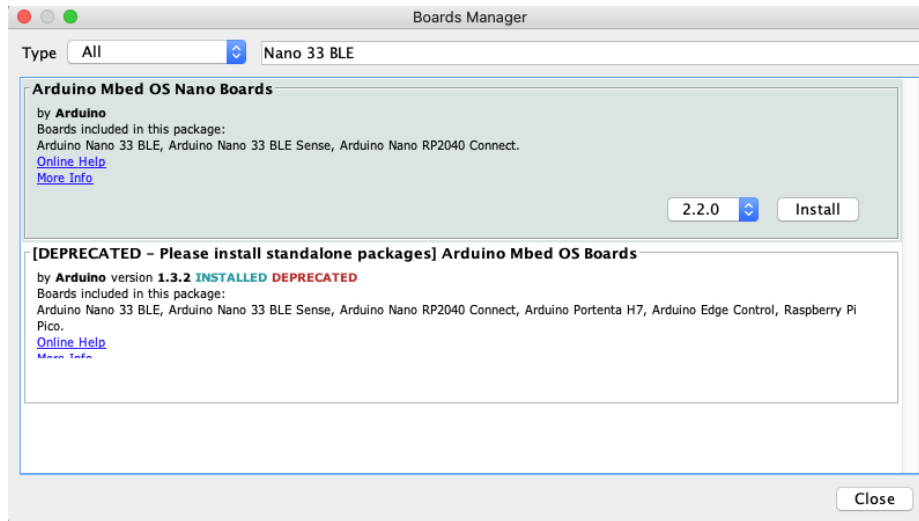 Boards Manager
Type All Nano 33 BLE
Arduino Mbed OS Nano Boards
by Arduino
Boards included in this package:
Arduino Nano 33 BLE, Arduino Nano 33 BLE Sense, Arduino Nano RP2040 Connect.
Online Help
More Info
2.2.0 Install
[DEPRECATED - Please install standalone packages] Arduino Mbed OS Boards
by Arduino version 1.3.2 INSTALLED DEPRECATED
Boards included in this package:
Arduino Nano 33 BLE, Arduino Nano 33 BLE Sense, Arduino Nano RP2040 Connect, Arduino Portenta H7, Arduino Edge Control, Raspberry Pi
Pico.
Online Help
More Info
Close